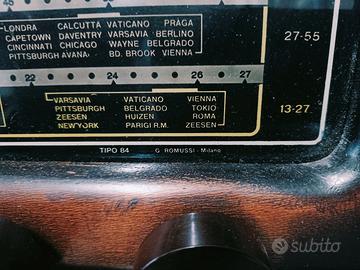 45
LONDRA CALCUTTA VATICANO PRAGA
CAPETOWN DAVENTRY VARSAVIA BERLINO
CINCINNATI CHICAGO WAYNE BELGRADO
PITTSBURGH AVANA BD. BROOK VIENNA
27-55
22 24 26 27
VARSAVIA VATICANO VIENNA
PITTSBURGH BELGRADO TOKIO
ZEESEN HUIZEN ROMA
NEW YORK PARIGI R.M. ZEESEN
13-27
TIPO 84 G. ROMUSSI - Milano
subito